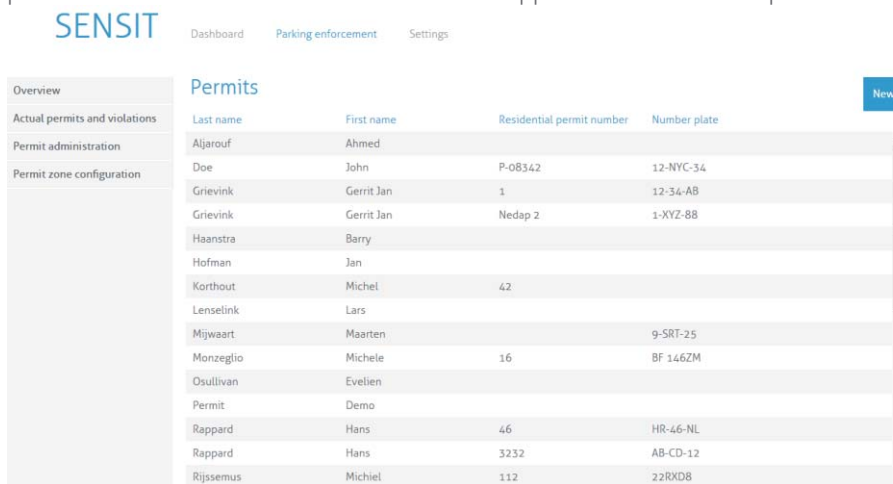 SENSIT Dashboard Parking enforcement Settings
Overview
Actual permits and violations
Permit administration
Permit zone configuration
Permits
New
Last name First name Residential permit number Number plate
Aljarouf Ahmed
Doe John P-08342 12-NYC-34
Grievink Gerrit Jan 1 12-34-AB
Grievink Gerrit Jan Nedap 2 1-XYZ-88
Haanstra Barry
Hofman Jan
Korthout Michel 42
Lenselink Lars
Mijwaart Maarten 9-SRT-25
Monzeglio Michele 16 BF 146ZM
Osullivan Evelien
Permit Demo
Rappard Hans 46 HR-46-NL
Rappard Hans 3232 AB-CD-12
Rijssemus Michiel 112 22RXD8